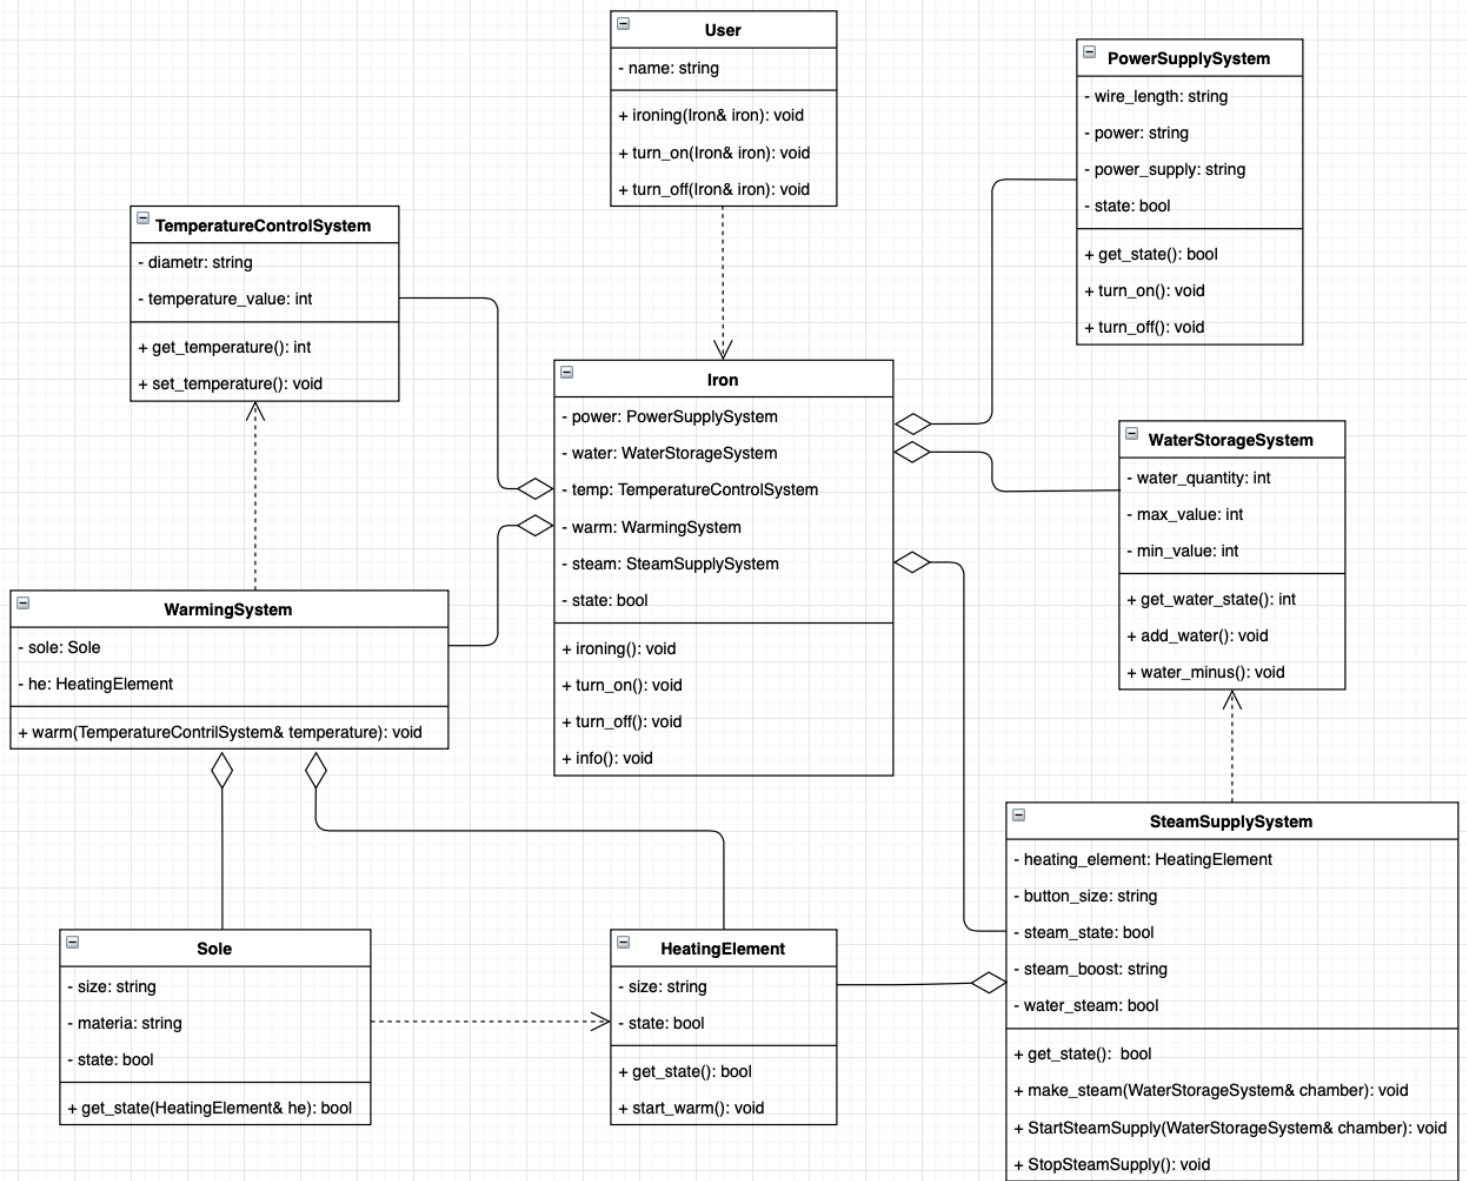 User
- name: string
+ ironing(Iron& iron): void
+ turn_on(Iron& iron): void
+ turn_off(Iron& iron): void
PowerSupplySystem
- wire_length: string
- power: string
- power_supply: string
- state: bool
+ get_state(): bool
+ turn_on(): void
+ turn_off(): void
TemperatureControlSystem
- diametr: string
- temperature_value: int
+ get_temperature(): int
+ set_temperature(): void
Iron
- power: PowerSupplySystem
- water: WaterStorageSystem
- temp: TemperatureControlSystem
- warm: WarmingSystem
- steam: SteamSupplySystem
- state: bool
+ ironing(): void
+ turn_on(): void
+ turn_off(): void
+ info(): void
WaterStorageSystem
- water_quantity: int
- max_value: int
- min_value: int
+ get_water_state(): int
+ add_water(): void
+ water_minus(): void
WarmingSystem
- sole: Sole
- he: HeatingElement
+ warm(TemperatureContrilSystem& temperature): void
SteamSupplySystem
- heating_element: HeatingElement
- button_size: string
- steam_state: bool
- steam_boost: string
- water_steam: bool
+ get_state(): bool
+ make_steam(WaterStorageSystem& chamber): void
+ StartSteamSupply(WaterStorageSystem& chamber): void
+ StopSteamSupply(): void
Sole
- size: string
- materia: string
- state: bool
+ get_state(HeatingElement& he): bool
HeatingElement
- size: string
- state: bool
+ get_state(): bool
+ start_warm(): void